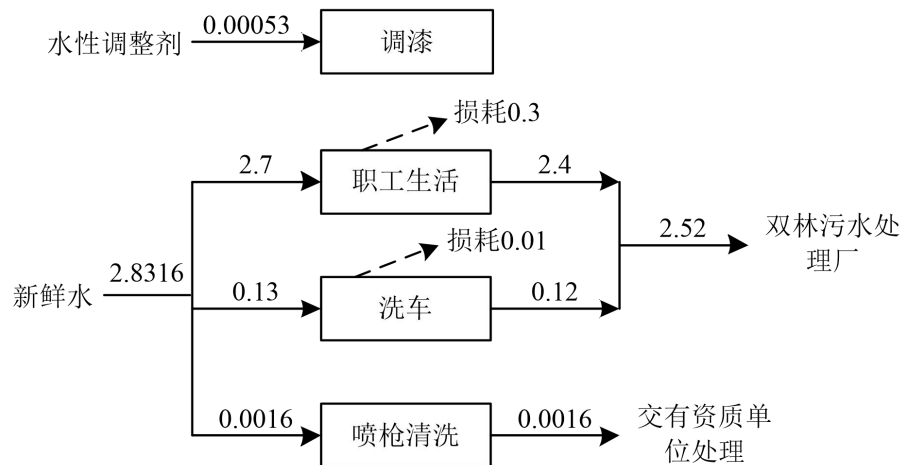 水性调整剂
0.00053
调漆
损耗0.3
2.7
职工生活
2.4
损耗0.01
2.52
双林污水处
理厂
新鲜水
2.8316
0.13
洗车
0.12
0.0016
喷枪清洗
0.0016
交有资质单
位处理